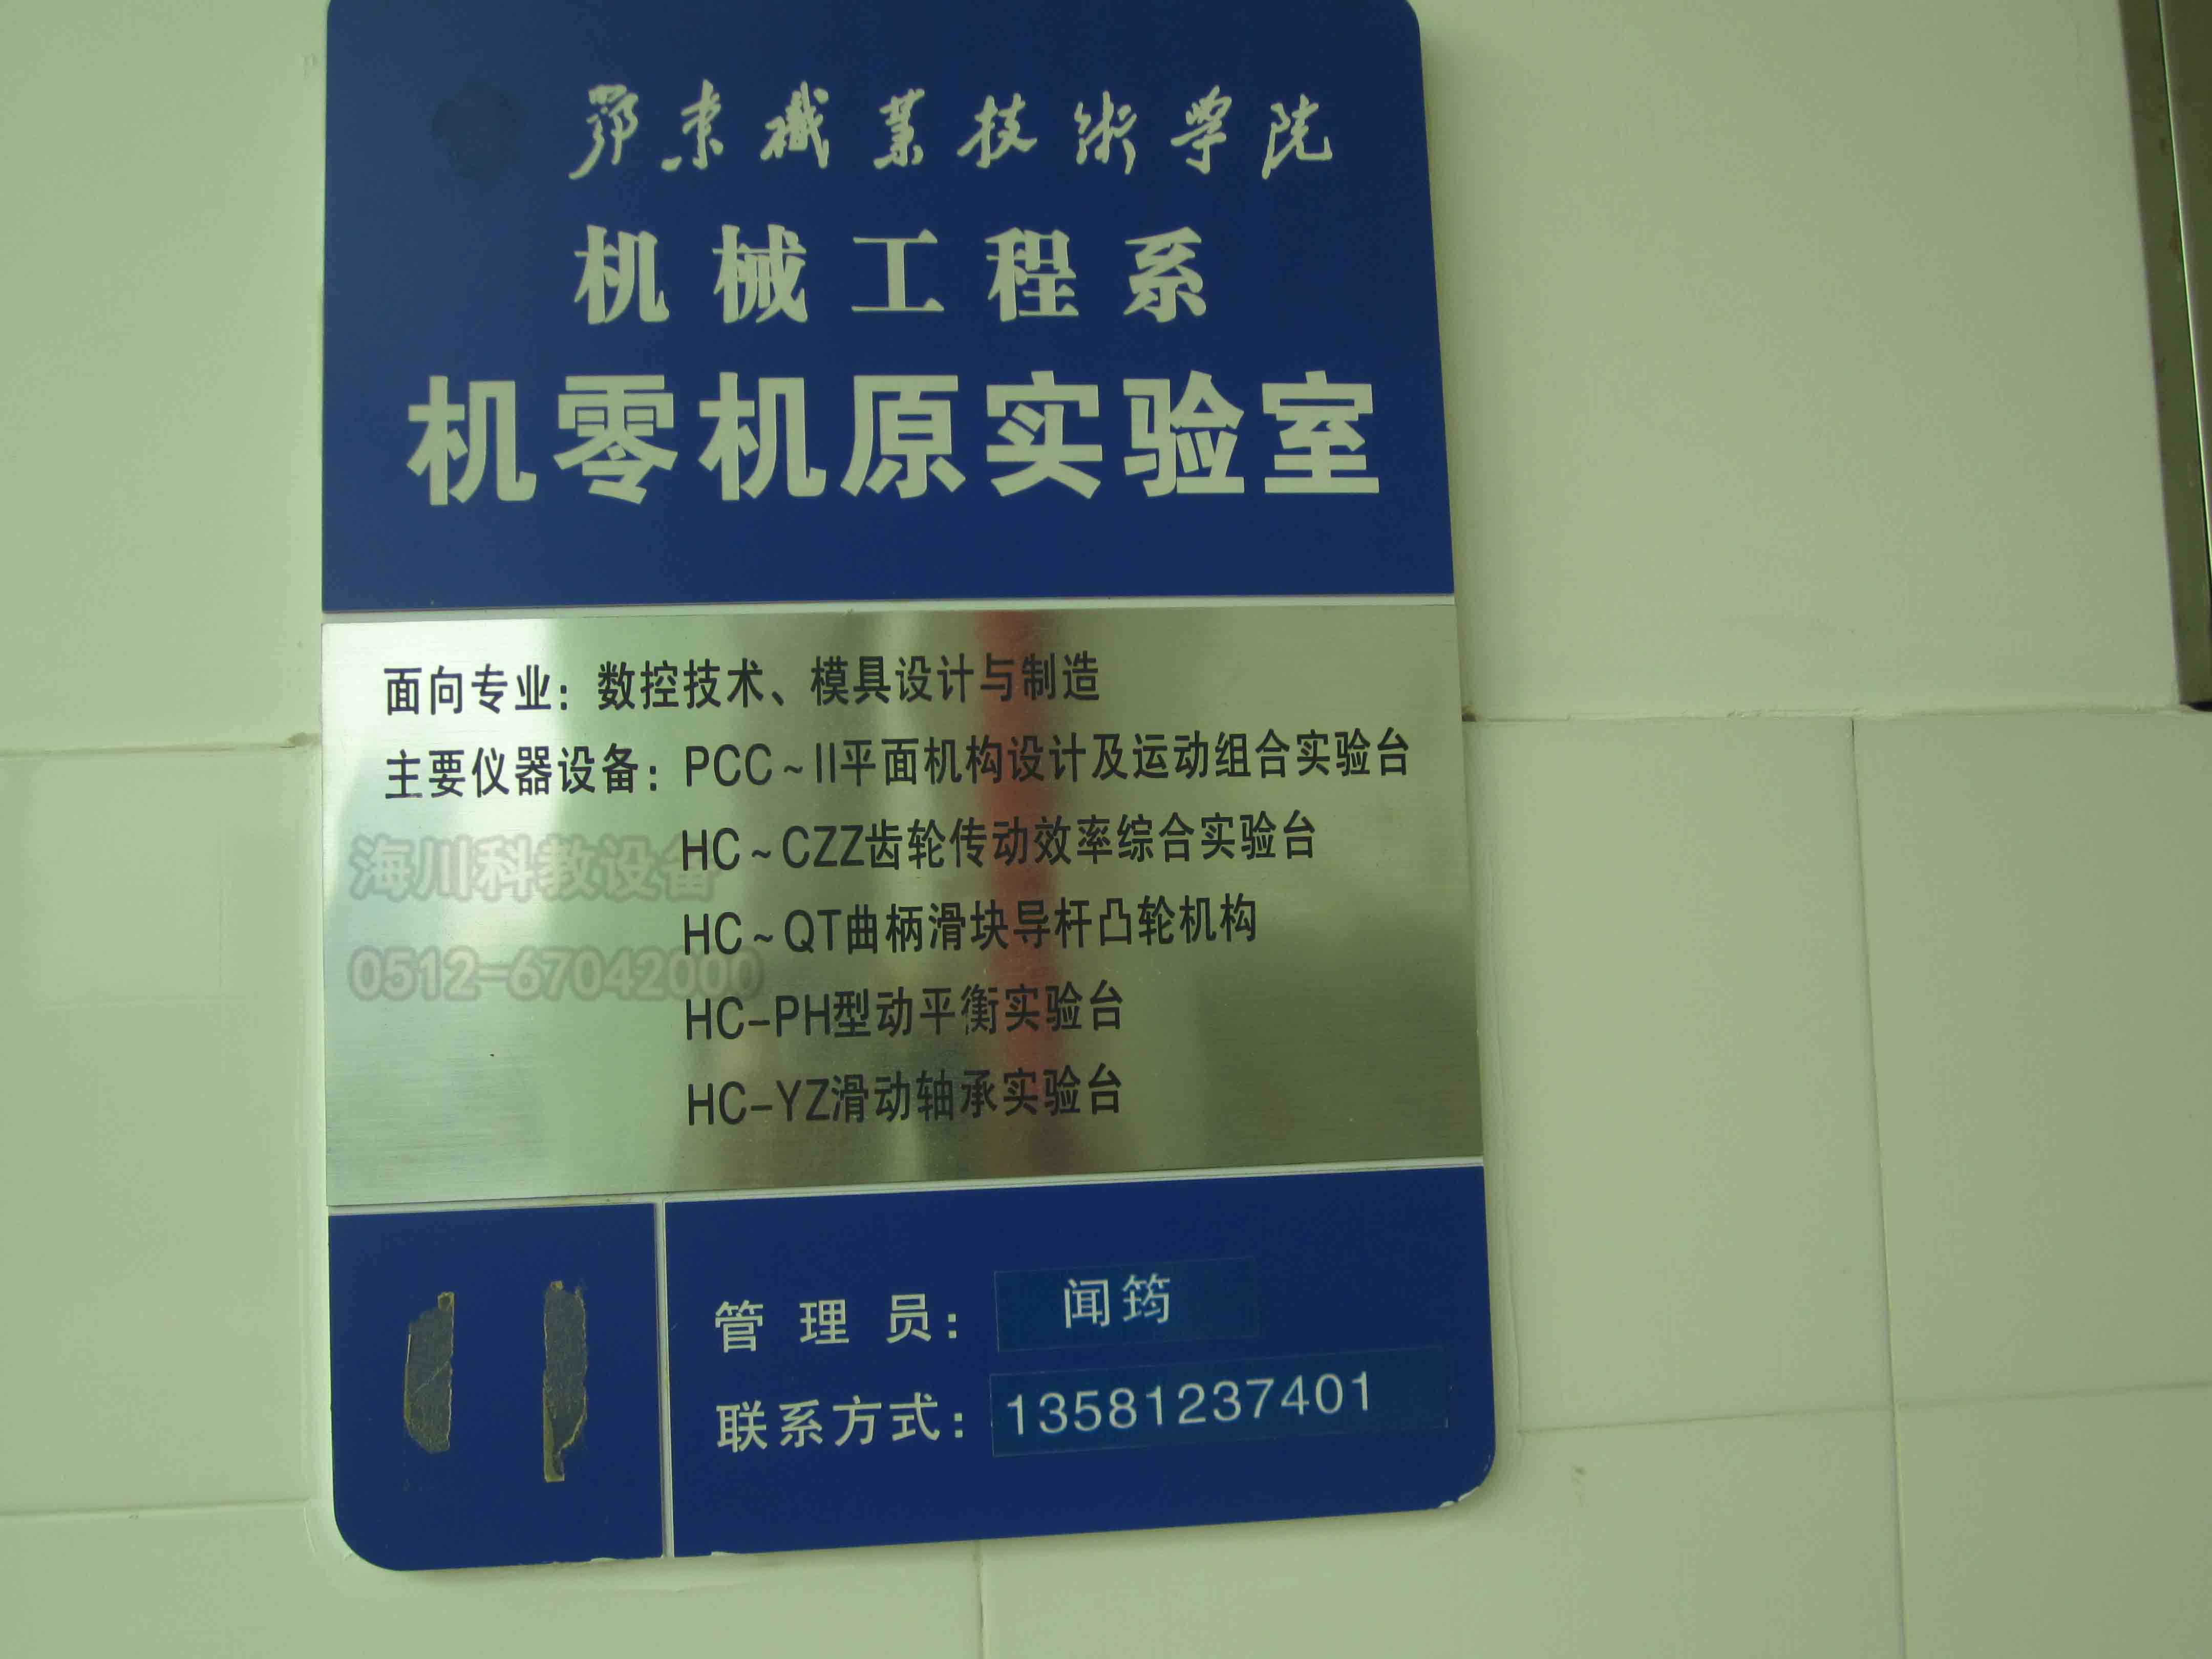 鄂东职业技术学院
机械工程系
机零机原实验室
面向专业：数控技术、模具设计与制造
主要仪器设备：PCC～II平面机构设计及运动组合实验台
HC～CZZ齿轮传动效率综合实验台
海川科教设备
HC～QT曲柄滑块导杆凸轮机构
0512-67042000
HC-PH型动平衡实验台
HC-YZ滑动轴承实验台
管理员：闻筠
联系方式：13581237401